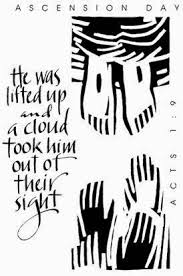 ASCENSION DAY
He was
lifted up
and
a cloud
took him
out of
their
sight
ACTS 1:9